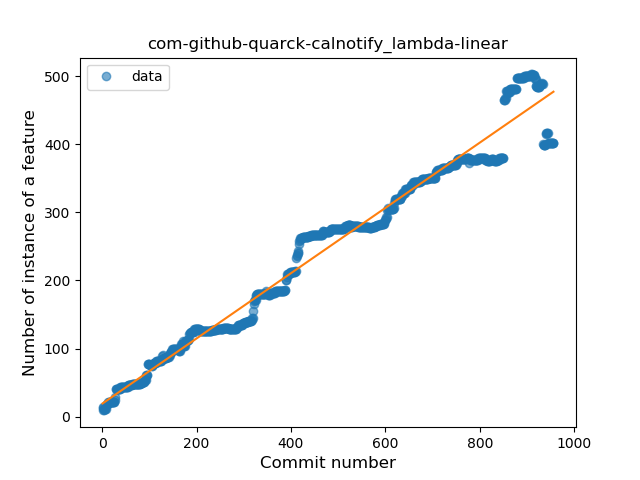 com-github-quarck-calnotify_lambda-linear
data
Number of instance of a feature
500
400
300
200
100
0
0 200 400 600 800 1000
Commit number